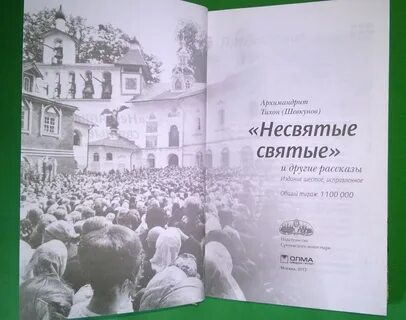 Архимандрит
Тихон (Шевкунов)
«Несвятые
святые»
и другие рассказы
Издание шестое, исправленное
Общий тираж 1 100 000
Издательство
Сретенского монастыря
ОЛМА
Москва, 2012